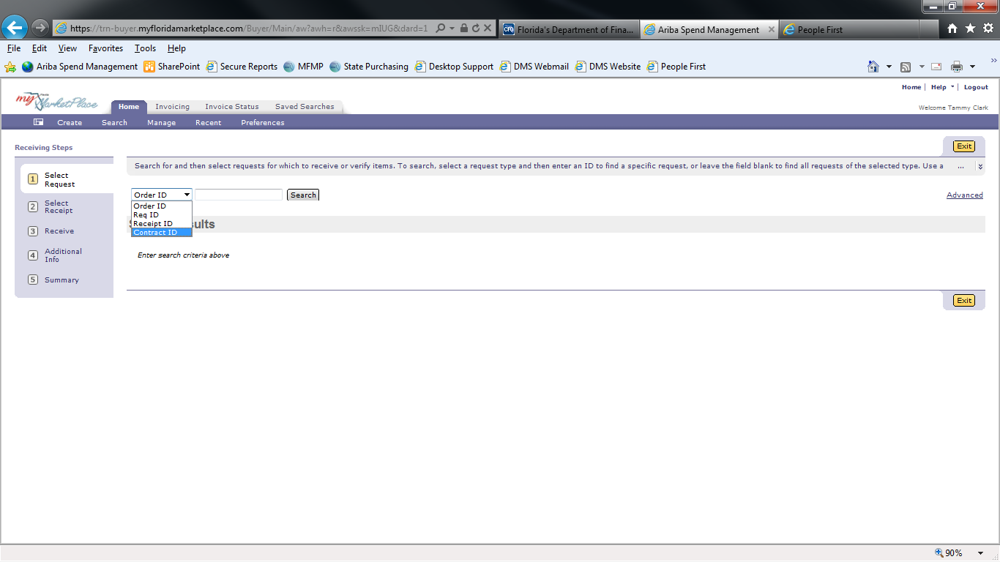 https://trn-buyer.myfloridamarketplace.com/Buyer/Main/aw?awh=r&awssk=mIUG&dard=1
Florida's Department of Fina...
Ariba Spend Management
People First
File Edit View Favorites Tools Help
Ariba Spend Management SharePoint Secure Reports MFMP State Purchasing Desktop Support DMS Webmail DMS Website People First
Home | Help | Logout
my Florida MarketPlace
Home Invoicing Invoice Status Saved Searches
Welcome Tammy Clark
Create Search Manage Recent Preferences
Receiving Steps
Exit
Search for and then select requests for which to receive or verify items. To search, select a request type and then enter an ID to find a specific request, or leave the field blank to find all requests of the selected type. Use a ...
1 Select Request
2 Select Receipt
3 Receive
4 Additional Info
5 Summary
Order ID Search Advanced
Order ID
Req ID
Receipt ID
Contract ID
sults
Enter search criteria above
Exit
90%